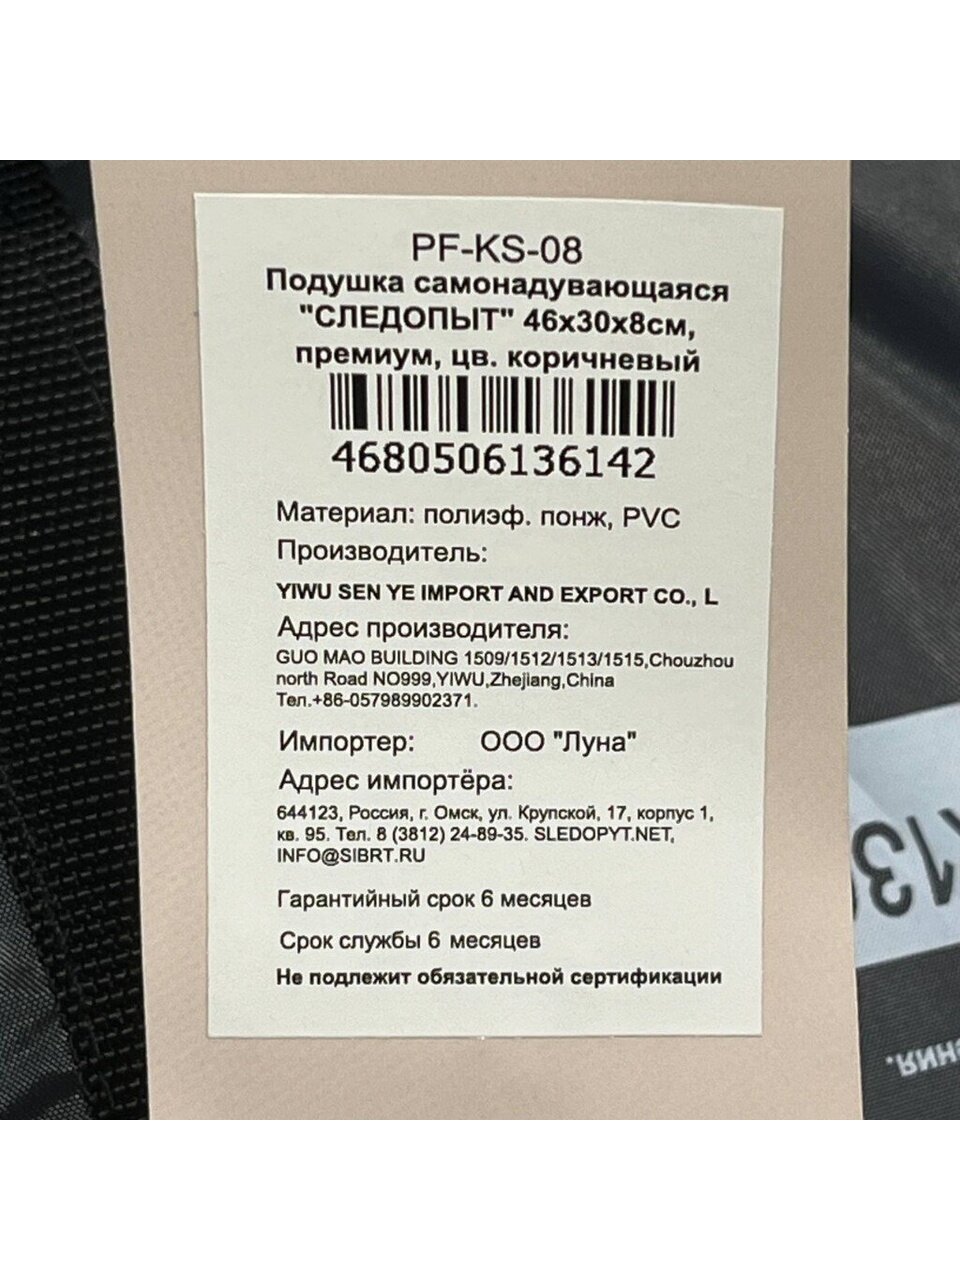 PF-KS-08
Подушка самонадувающаяся
"СЛЕДОПЫТ" 46х30х8см,
премиум, цв. коричневый
4680506136142
Материал: полиэф. понж, PVC
Производитель:
YIWU SEN YE IMPORT AND EXPORT CO., L
Адрес производителя:
GUO MAO BUILDING 1509/1512/1513/1515,Chouzhou
north Road NO999,YIWU,Zhejiang,China
Тел.+86-057989902371.
Импортер: ООО "Луна"
Адрес импортёра:
644123, Россия, г. Омск, ул. Крупской, 17, корпус 1,
кв. 95. Тел. 8 (3812) 24-89-35. SLEDOPYT.NET,
INFO@SIBRT.RU
Гарантийный срок 6 месяцев
Срок службы 6 месяцев
Не подлежит обязательной сертификации